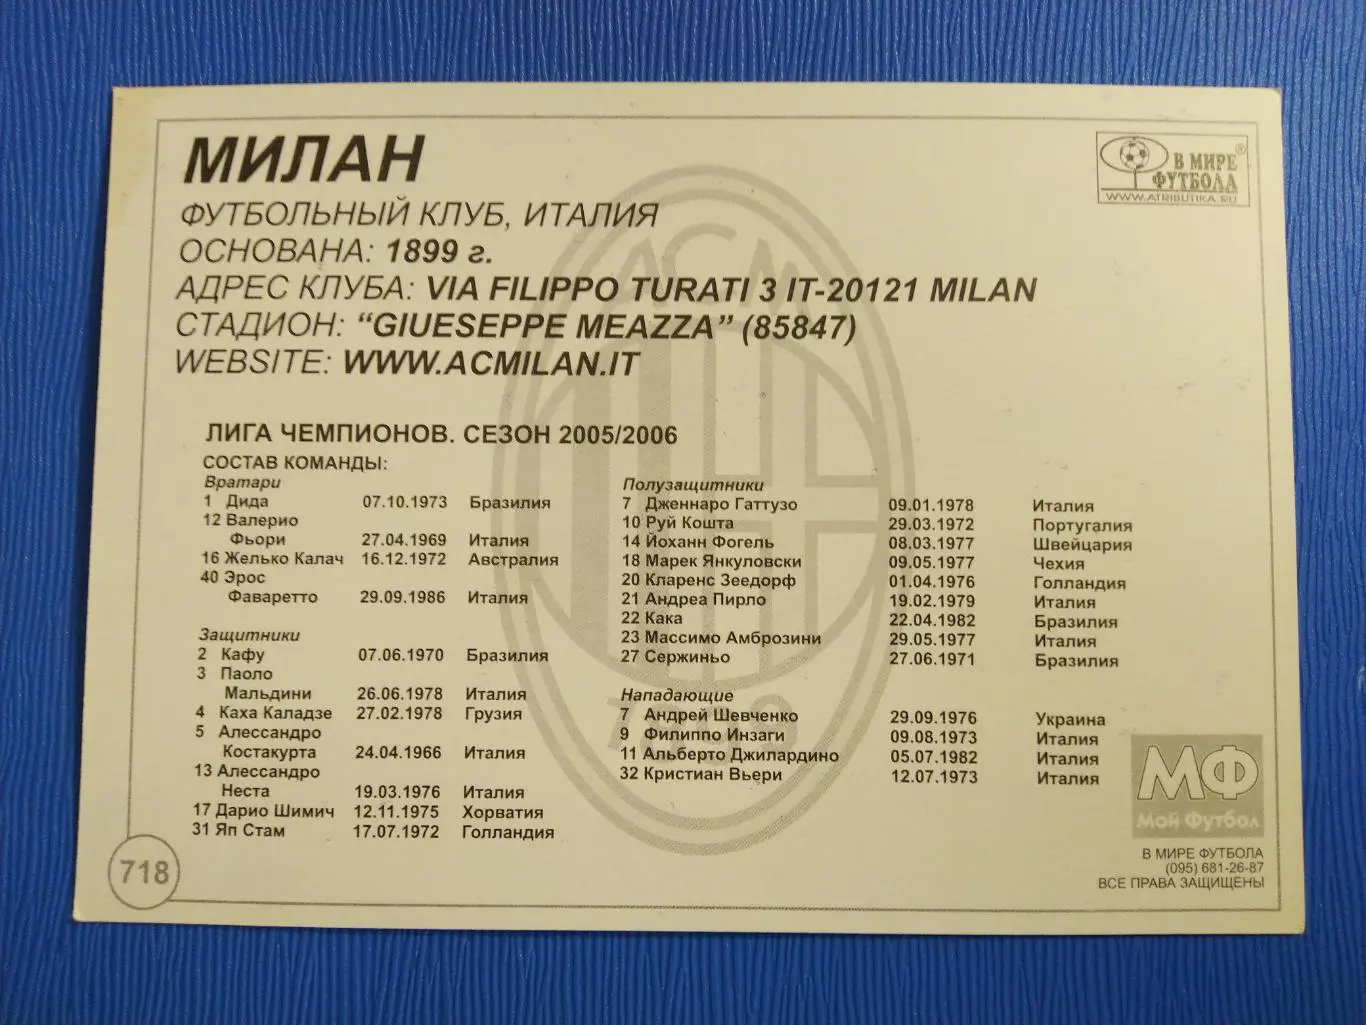 МИЛАН
ФУТБОЛЬНЫЙ КЛУБ, ИТАЛИЯ
ОСНОВАНА: 1899 г.
АДРЕС КЛУБА: VIA FILIPPO TURATI 3 IT-20121 MILAN
СТАДИОН: “GIUESEPPE MEAZZA” (85847)
WEBSITE: WWW.ACMILAN.IT
В МИРЕ ®
ФУТБОЛА
WWW.ATRIBUTIKA.RU
ACM
1899
ЛИГА ЧЕМПИОНОВ. СЕЗОН 2005/2006
СОСТАВ КОМАНДЫ:
Вратари
1 Дида 07.10.1973 Бразилия
12 Валерио
Фьори 27.04.1969 Италия
16 Желько Калач 16.12.1972 Австралия
40 Эрос
Фаваретто 29.09.1986 Италия
Защитники
2 Кафу 07.06.1970 Бразилия
3 Паоло
Мальдини 26.06.1978 Италия
4 Каха Каладзе 27.02.1978 Грузия
5 Алессандро
Костакурта 24.04.1966 Италия
13 Алессандро
Неста 19.03.1976 Италия
17 Дарио Шимич 12.11.1975 Хорватия
31 Яп Стам 17.07.1972 Голландия
Полузащитники
7 Дженнаро Гаттузо 09.01.1978 Италия
10 Руй Кошта 29.03.1972 Португалия
14 Йоханн Фогель 08.03.1977 Швейцария
18 Марек Янкуловски 09.05.1977 Чехия
20 Кларенс Зеедорф 01.04.1976 Голландия
21 Андреа Пирло 19.02.1979 Италия
22 Кака 22.04.1982 Бразилия
23 Массимо Амброзини 29.05.1977 Италия
27 Сержиньо 27.06.1971 Бразилия
Нападающие
7 Андрей Шевченко 29.09.1976 Украина
9 Филиппо Инзаги 09.08.1973 Италия
11 Альберто Джилардино 05.07.1982 Италия
32 Кристиан Вьери 12.07.1973 Италия
МФ
Мой Футбол
В МИРЕ ФУТБОЛА
(095) 681-26-87
ВСЕ ПРАВА ЗАЩИЩЕНЫ
718